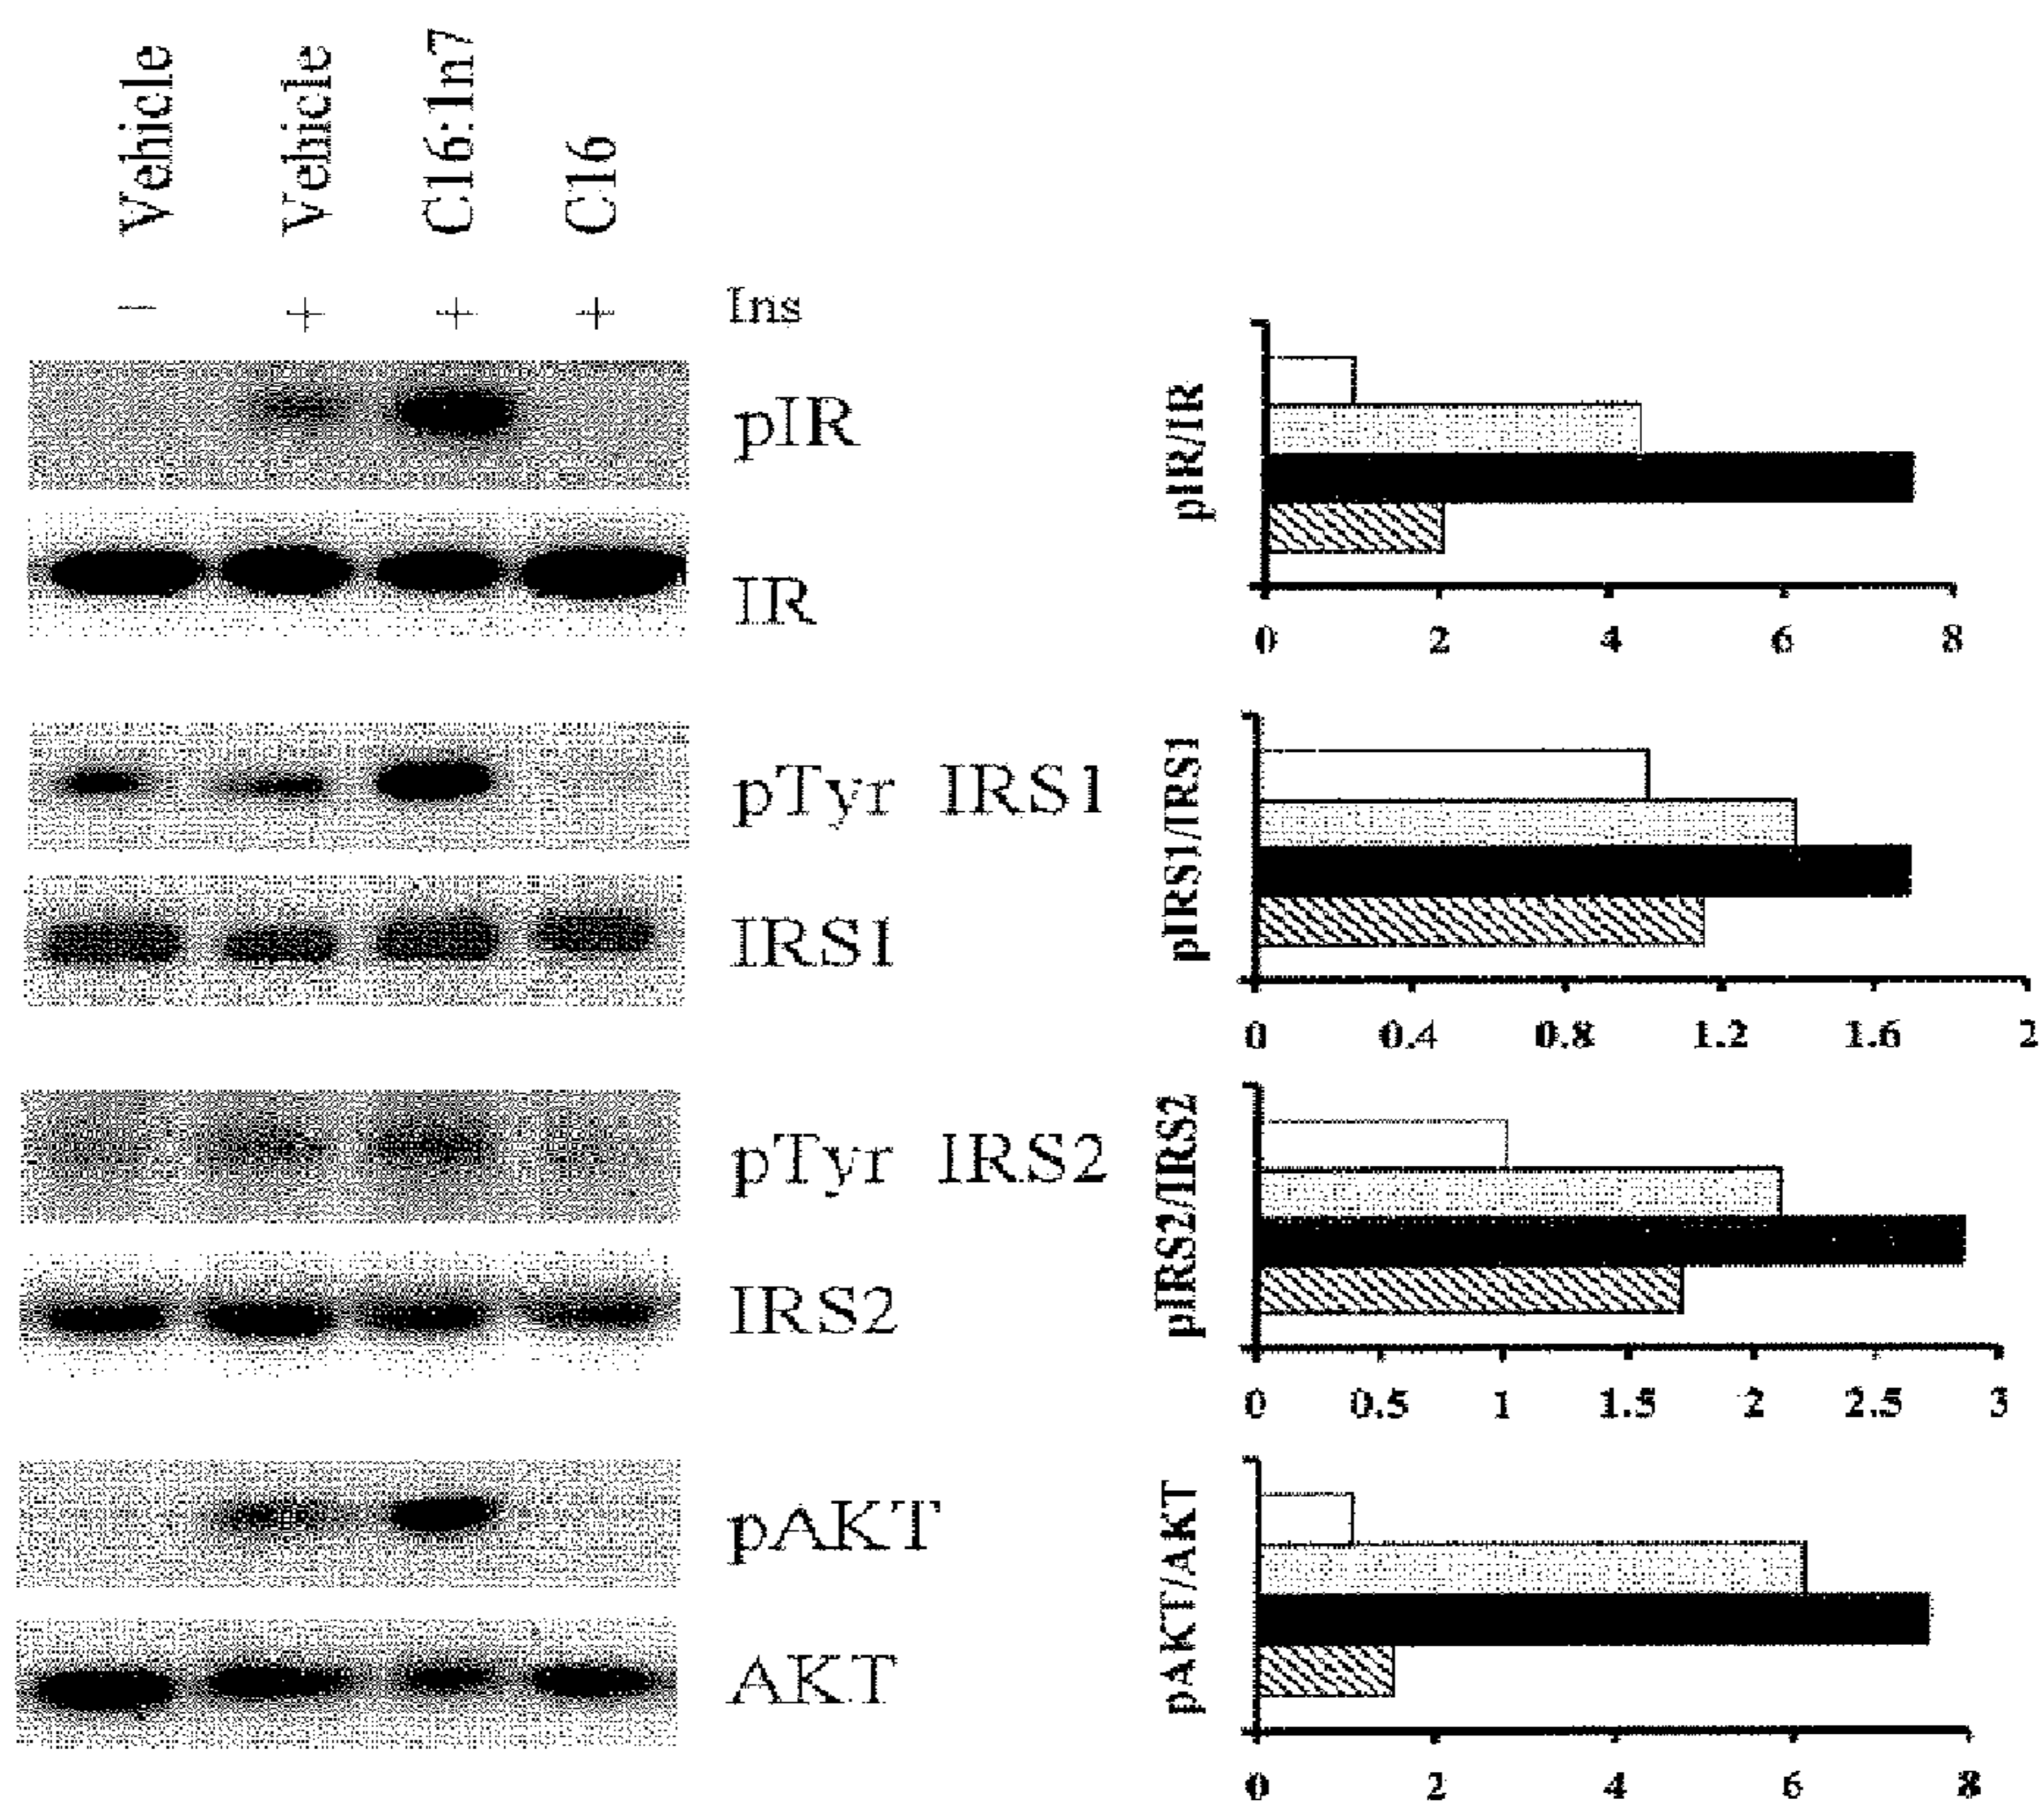 Vehicle
Vehicle
C16:1n7
C16
− + + + Ins
pIR
IR
pTyr IRS1
IRS1
pTyr IRS2
IRS2
pAKT
AKT
pIR/IR
0 2 4 6 8
pIRS1/IRS1
0 0.4 0.8 1.2 1.6 2
pIRS2/IRS2
0 0.5 1 1.5 2 2.5 3
pAKT/AKT
0 2 4 6 8